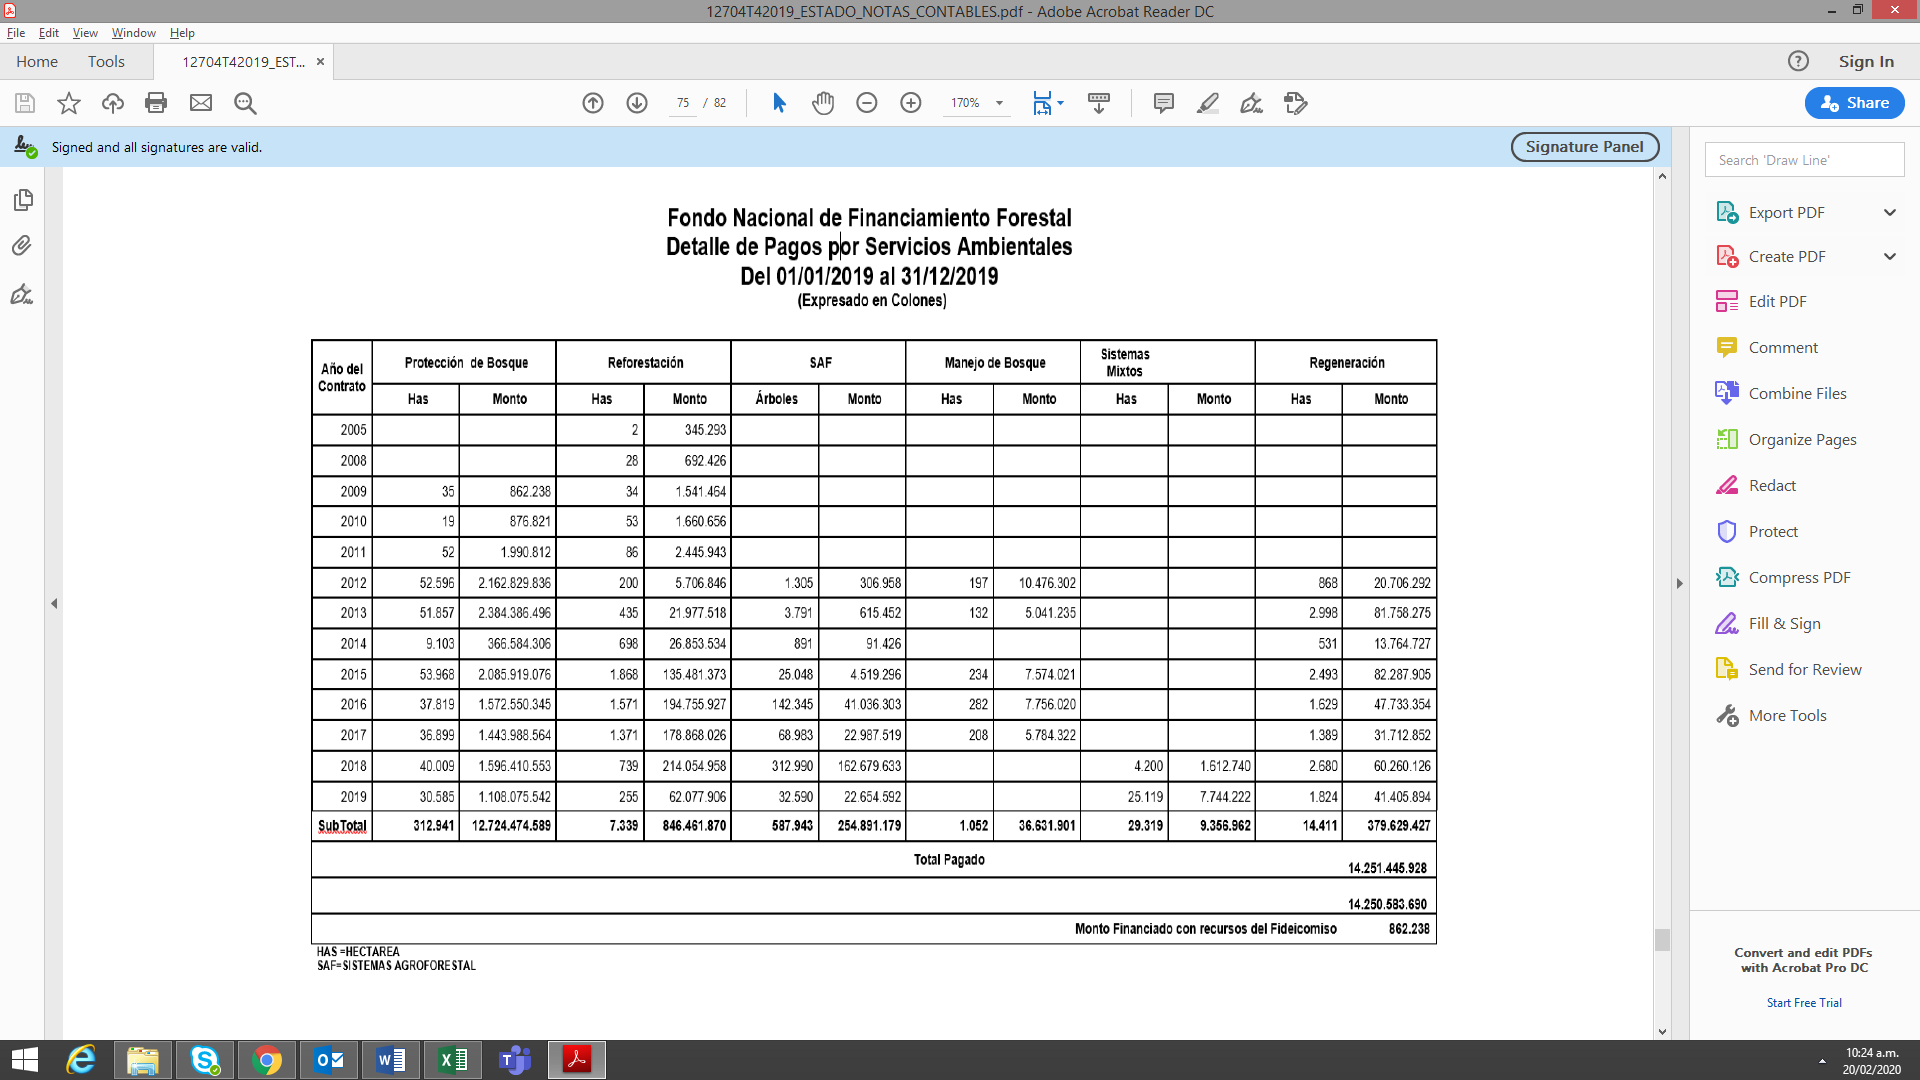 12704T42019_ESTADO_NOTAS_CONTABLES.pdf - Adobe Acrobat Reader DC
File Edit View Window Help
Home Tools 12704T42019_EST... × Sign In
75 / 82 170% Share
Signed and all signatures are valid. Signature Panel
Fondo Nacional de Financiamiento Forestal
Detalle de Pagos por Servicios Ambientales
Del 01/01/2019 al 31/12/2019
(Expresado en Colones)
Año del Contrato Protección de Bosque Reforestación SAF Manejo de Bosque Sistemas Mixtos Regeneración
Has Monto Has Monto Árboles Monto Has Monto Has Monto Has Monto
2005 2 345.293
2008 28 692.426
2009 35 862.238 34 1.541.464
2010 19 876.821 53 1.660.656
2011 52 1.990.812 86 2.445.943
2012 52.596 2.162.829.836 200 5.706.846 1.305 306.958 197 10.476.302 868 20.706.292
2013 51.857 2.384.386.496 435 21.977.518 3.791 615.452 132 5.041.235 2.998 81.758.275
2014 9.103 366.584.306 698 26.853.534 891 91.426 531 13.764.727
2015 53.968 2.085.919.076 1.868 135.481.373 25.048 4.519.296 234 7.574.021 2.493 82.287.905
2016 37.819 1.572.550.345 1.571 194.755.927 142.345 41.036.303 282 7.756.020 1.629 47.733.354
2017 36.899 1.443.988.564 1.371 178.868.026 68.983 22.987.519 208 5.784.322 1.389 31.712.852
2018 40.009 1.596.410.553 739 214.054.958 312.990 162.679.633 4.200 1.612.740 2.680 60.260.126
2019 30.585 1.108.075.542 255 62.077.906 32.590 22.654.592 25.119 7.744.222 1.824 41.405.894
SubTotal 312.941 12.724.474.589 7.339 846.461.870 587.943 254.891.179 1.052 36.631.901 29.319 9.356.962 14.411 379.629.427
Total Pagado 14.251.445.928
14.250.583.690
Monto Financiado con recursos del Fideicomiso 862.238
HAS =HECTAREA
SAF=SISTEMAS AGROFORESTAL
Search 'Draw Line'
Export PDF
Create PDF
Edit PDF
Comment
Combine Files
Organize Pages
Redact
Protect
Compress PDF
Fill & Sign
Send for Review
More Tools
Convert and edit PDFs
with Acrobat Pro DC
Start Free Trial
10:24 a.m.
20/02/2020